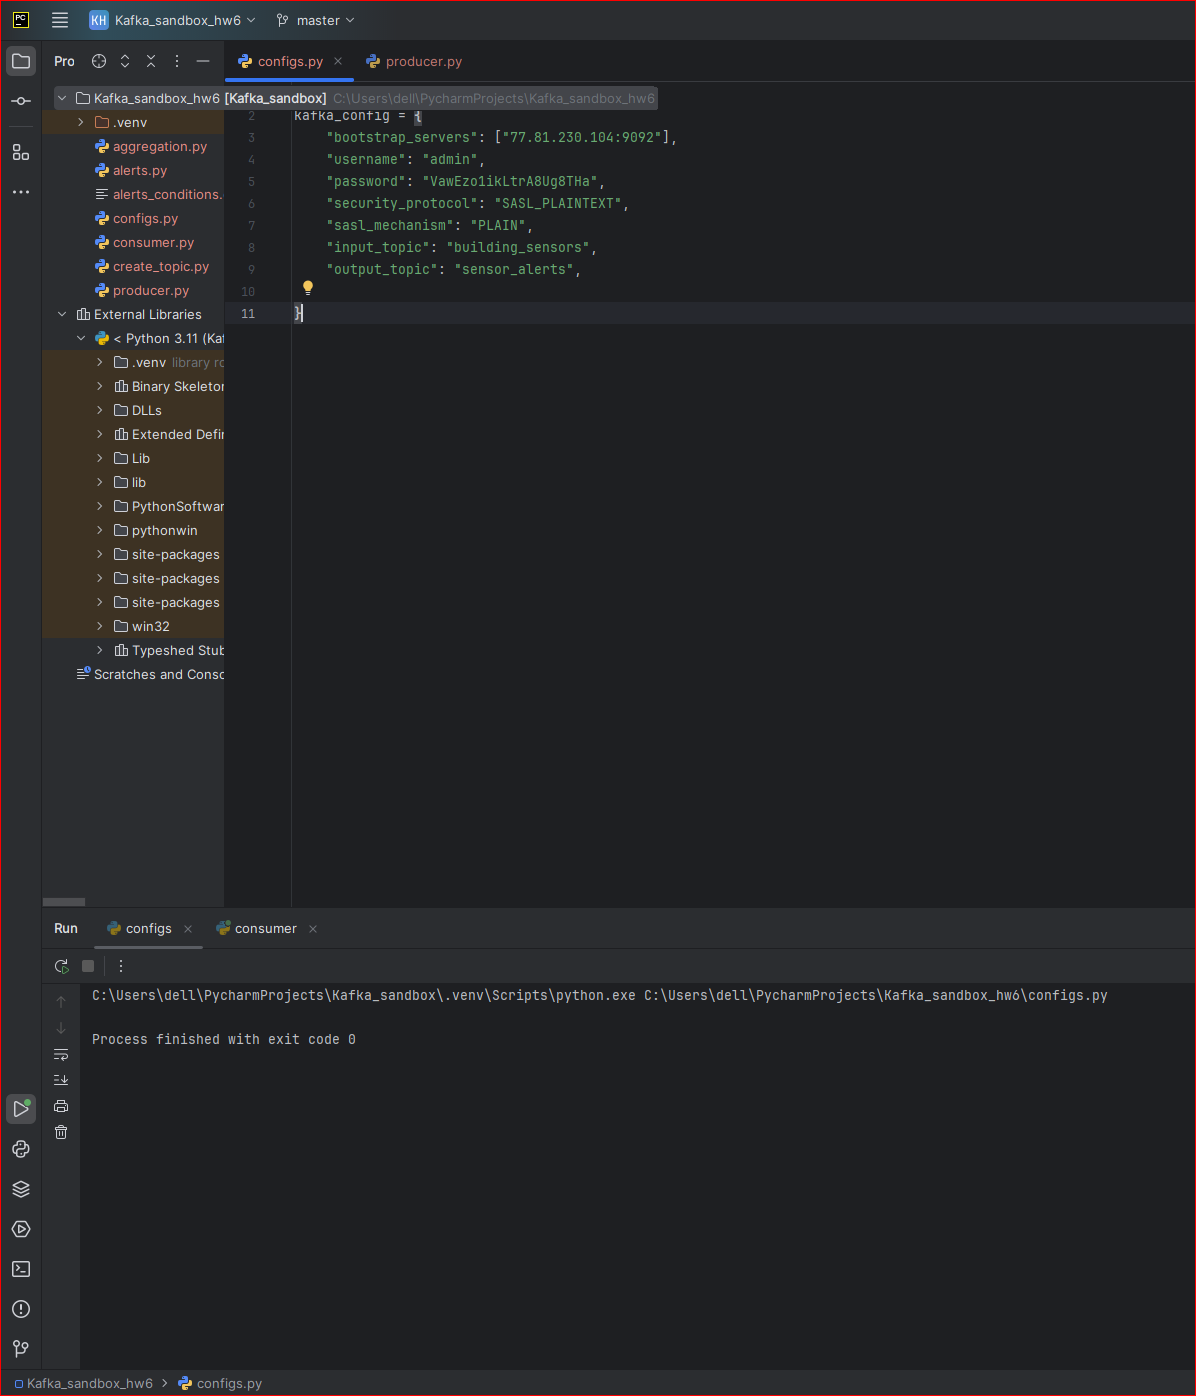 PC
KH Kafka_sandbox_hw6 master
Pro
configs.py
producer.py
Kafka_sandbox_hw6 [Kafka_sandbox] C:\Users\dell\PycharmProjects\Kafka_sandbox_hw6
.venv
aggregation.py
alerts.py
alerts_conditions.
configs.py
consumer.py
create_topic.py
producer.py
External Libraries
< Python 3.11 (Kaf
.venv library ro
Binary Skeleton
DLLs
Extended Defin
Lib
lib
PythonSoftwar
pythonwin
site-packages
site-packages
site-packages
win32
Typeshed Stub
Scratches and Conso
2 kafka_config = {
3 "bootstrap_servers": ["77.81.230.104:9092"],
4 "username": "admin",
5 "password": "VawEzo1ikLtrA8Ug8THa",
6 "security_protocol": "SASL_PLAINTEXT",
7 "sasl_mechanism": "PLAIN",
8 "input_topic": "building_sensors",
9 "output_topic": "sensor_alerts",
10
11 }
Run
configs
consumer
C:\Users\dell\PycharmProjects\Kafka_sandbox\.venv\Scripts\python.exe C:\Users\dell\PycharmProjects\Kafka_sandbox_hw6\configs.py
Process finished with exit code 0
Kafka_sandbox_hw6 > configs.py